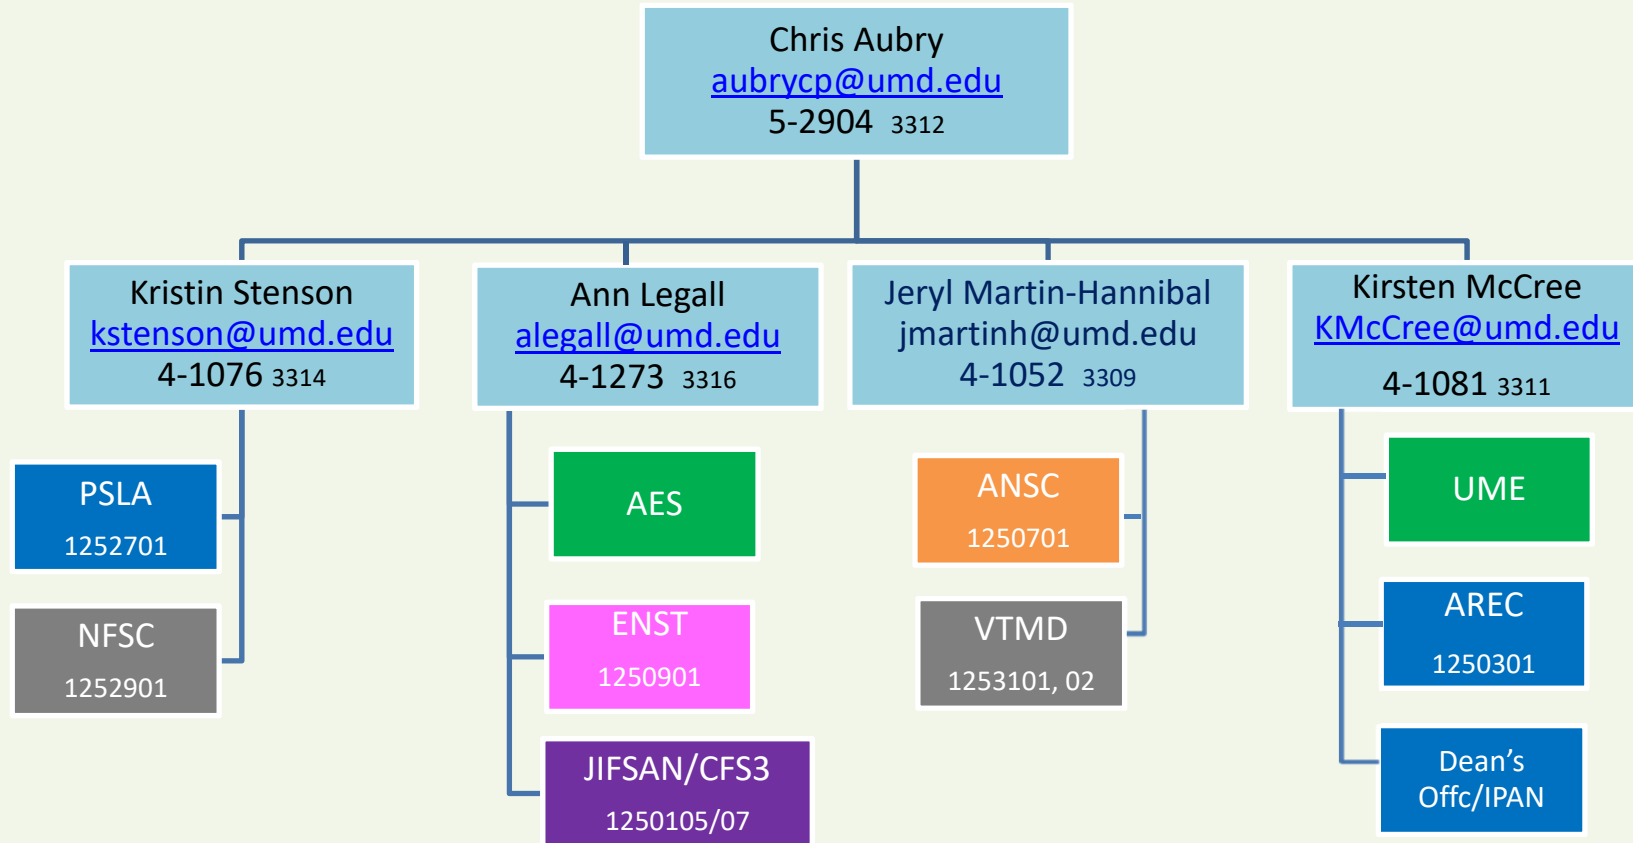 Chris Aubry
aubrycp@umd.edu
5-2904 3312
Kristin Stenson
kstenson@umd.edu
4-1076 3314
Ann Legall
alegall@umd.edu
4-1273 3316
Jeryl Martin-Hannibal
jmartinh@umd.edu
4-1052 3309
Kirsten McCree
KMcCree@umd.edu
4-1081 3311
PSLA
1252701
NFSC
1252901
AES
ENST
1250901
JIFSAN/CFS3
1250105/07
ANSC
1250701
VTMD
1253101, 02
UME
AREC
1250301
Dean’s
Offc/IPAN